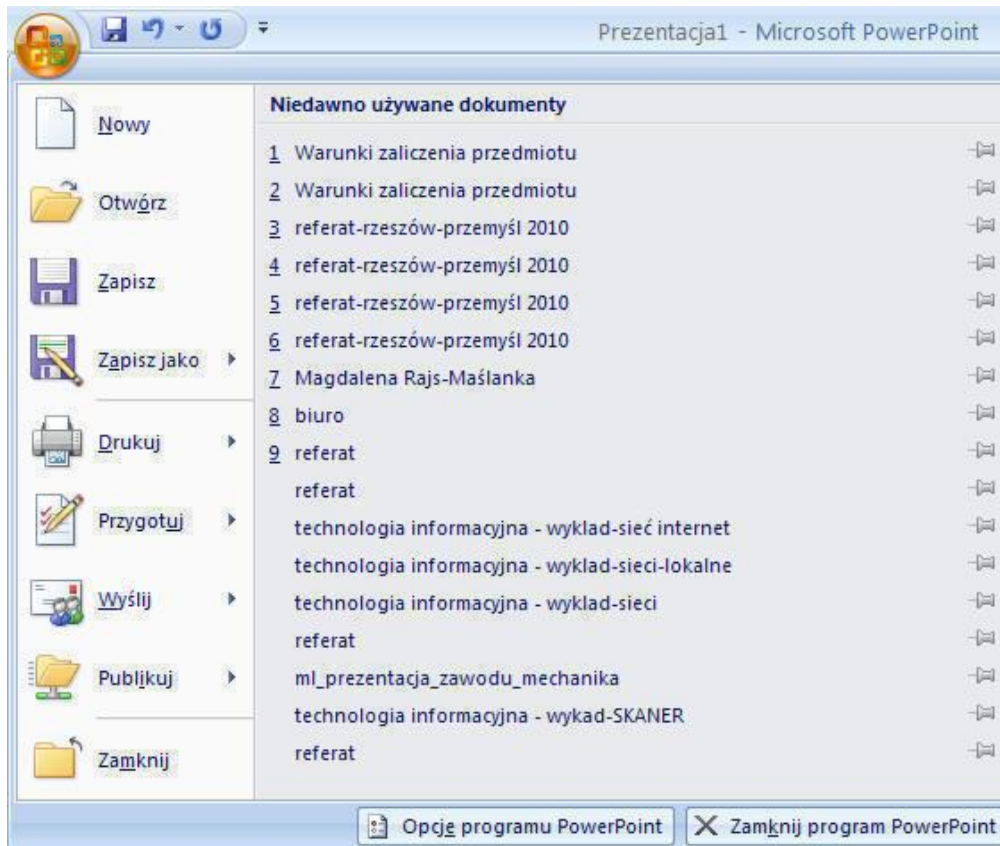 Prezentacja1 - Microsoft PowerPoint
Nowy
Otwórz
Zapisz
Zapisz jako
Drukuj
Przygotuj
Wyślij
Publikuj
Zamknij
Niedawno używane dokumenty
1 Warunki zaliczenia przedmiotu
2 Warunki zaliczenia przedmiotu
3 referat-rzeszów-przemyśl 2010
4 referat-rzeszów-przemyśl 2010
5 referat-rzeszów-przemyśl 2010
6 referat-rzeszów-przemyśl 2010
7 Magdalena Rajs-Maślanka
8 biuro
9 referat
referat
technologia informacyjna - wyklad-sieć internet
technologia informacyjna - wyklad-sieci-lokalne
technologia informacyjna - wyklad-sieci
referat
ml_prezentacja_zawodu_mechanika
technologia informacyjna - wykad-SKANER
referat
Opcje programu PowerPoint
Zamknij program PowerPoint